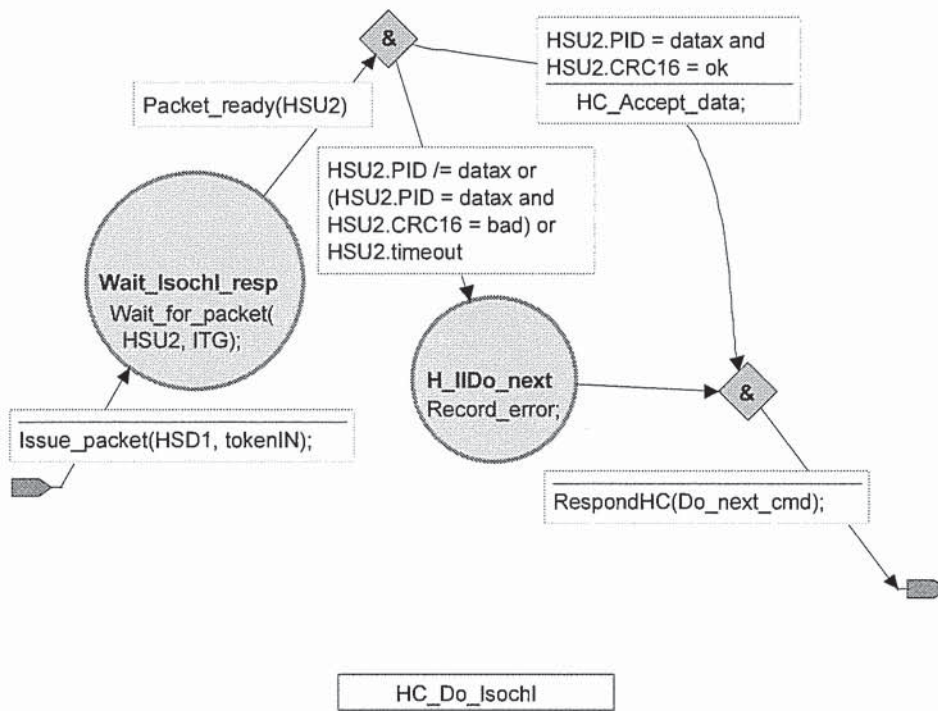 &
HSU2.PID = datax and
HSU2.CRC16 = ok
HC_Accept_data;
Packet_ready(HSU2)
HSU2.PID /= datax or
(HSU2.PID = datax and
HSU2.CRC16 = bad) or
HSU2.timeout
Wait_IsochI_resp
Wait_for_packet(
HSU2, ITG);
H_IIDo_next
Record_error;
&
Issue_packet(HSD1, tokenIN);
RespondHC(Do_next_cmd);
HC_Do_IsochI